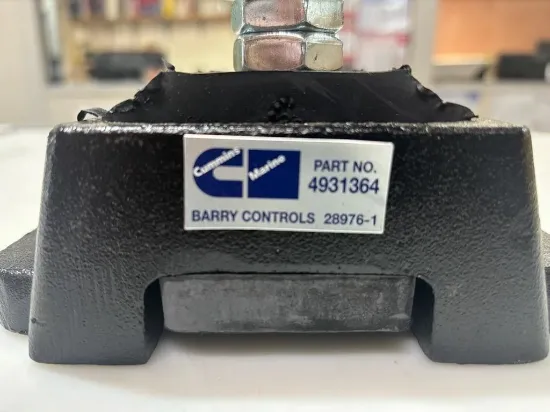 Cummins
Marine
PART NO.
4931364
BARRY CONTROLS 28976-1